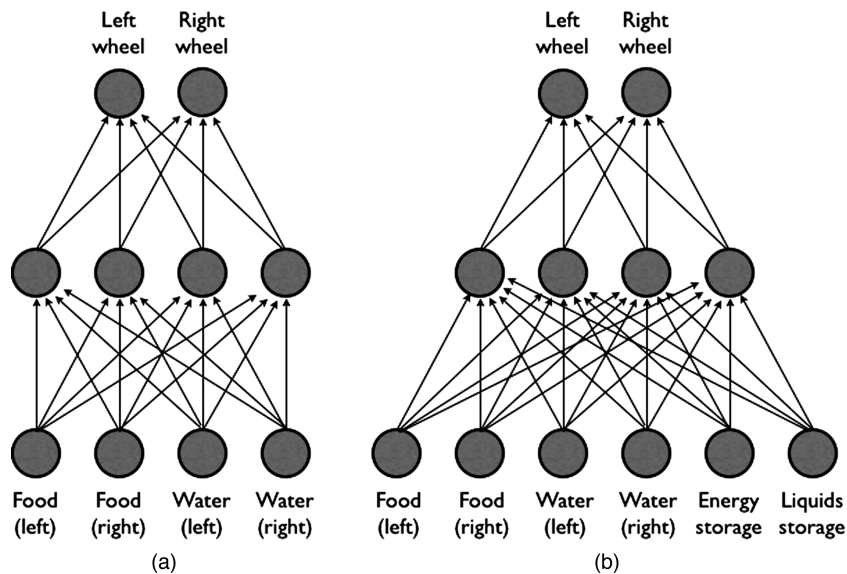 Left Right Left Right
wheel wheel wheel wheel
Food Food Water Water Food Food Water Water Energy Liquids
(left) (right) (left) (right) (left) (right) (left) (right) storage storage
(a) (b)